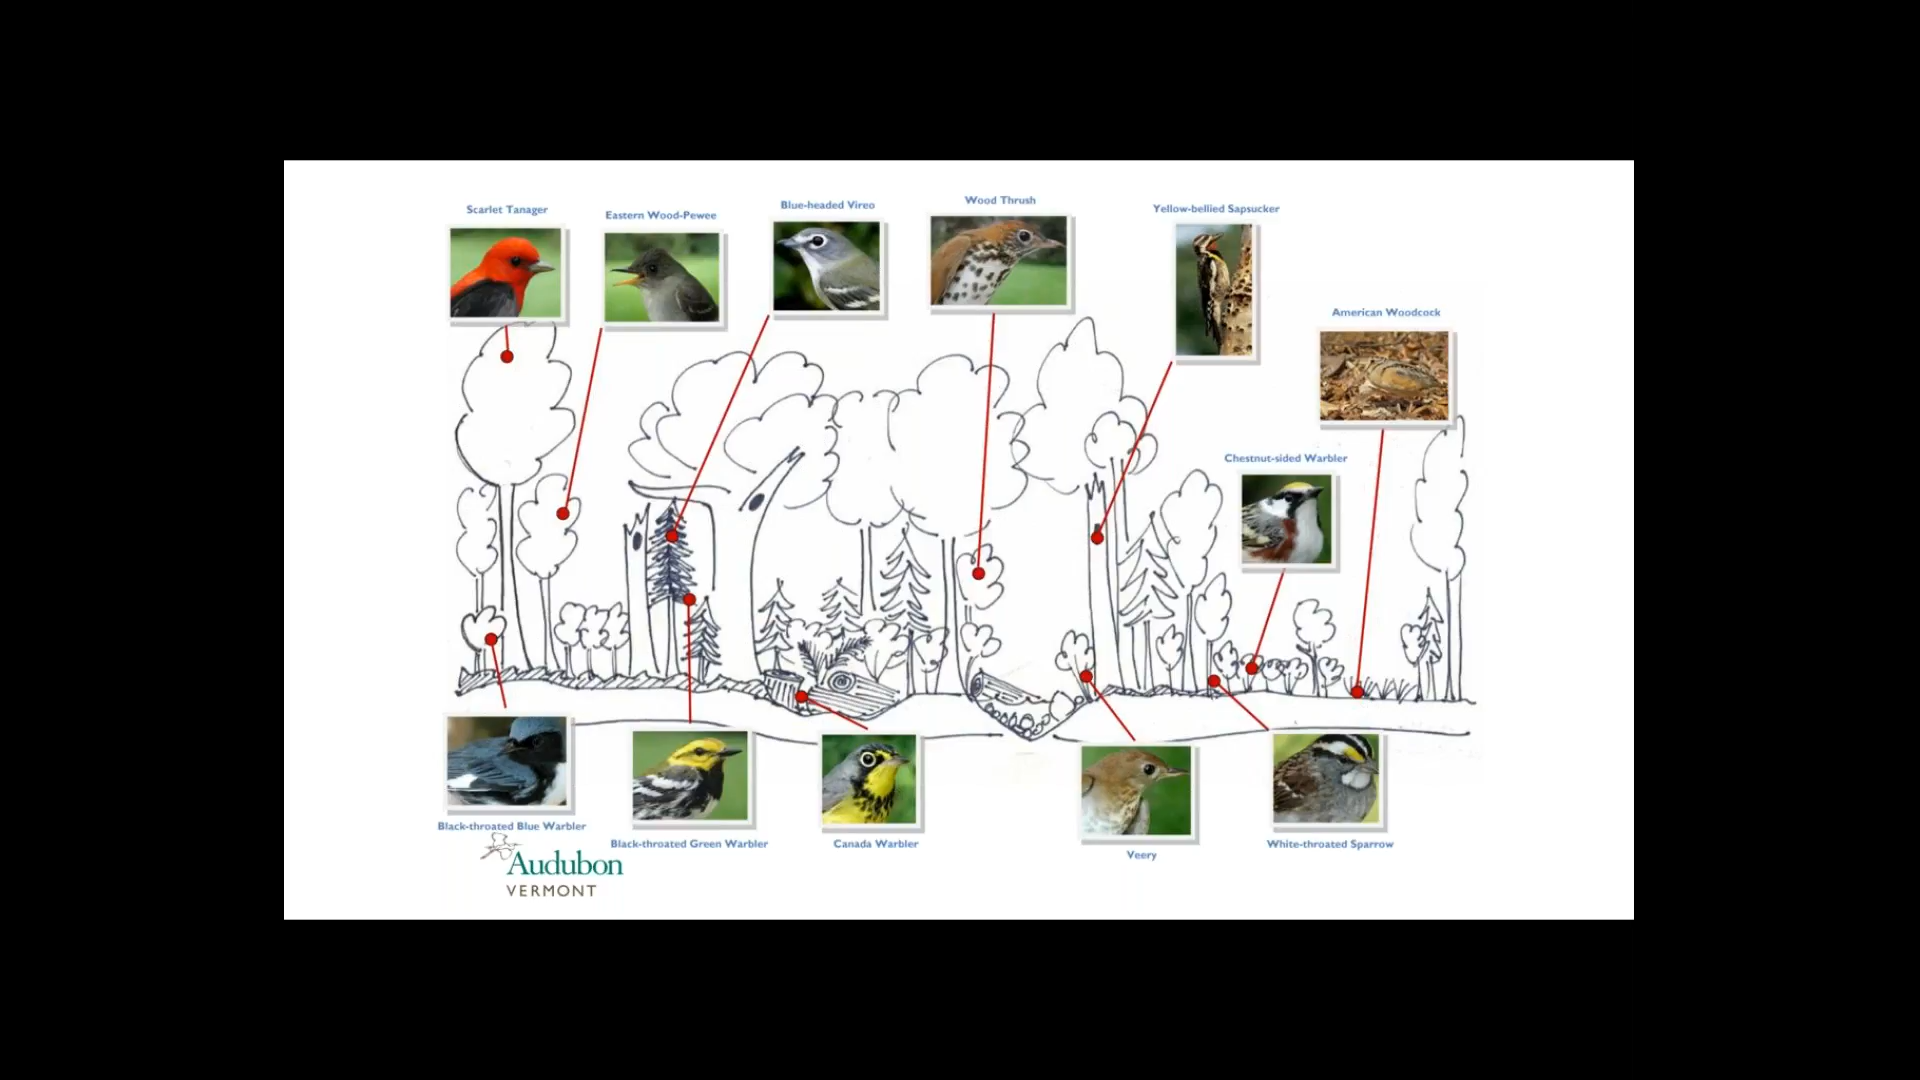 Scarlet Tanager
Eastern Wood-Pewee
Blue-headed Vireo
Wood Thrush
Yellow-bellied Sapsucker
American Woodcock
Chestnut-sided Warbler
Black-throated Blue Warbler
Black-throated Green Warbler
Canada Warbler
Veery
White-throated Sparrow
Audubon
VERMONT